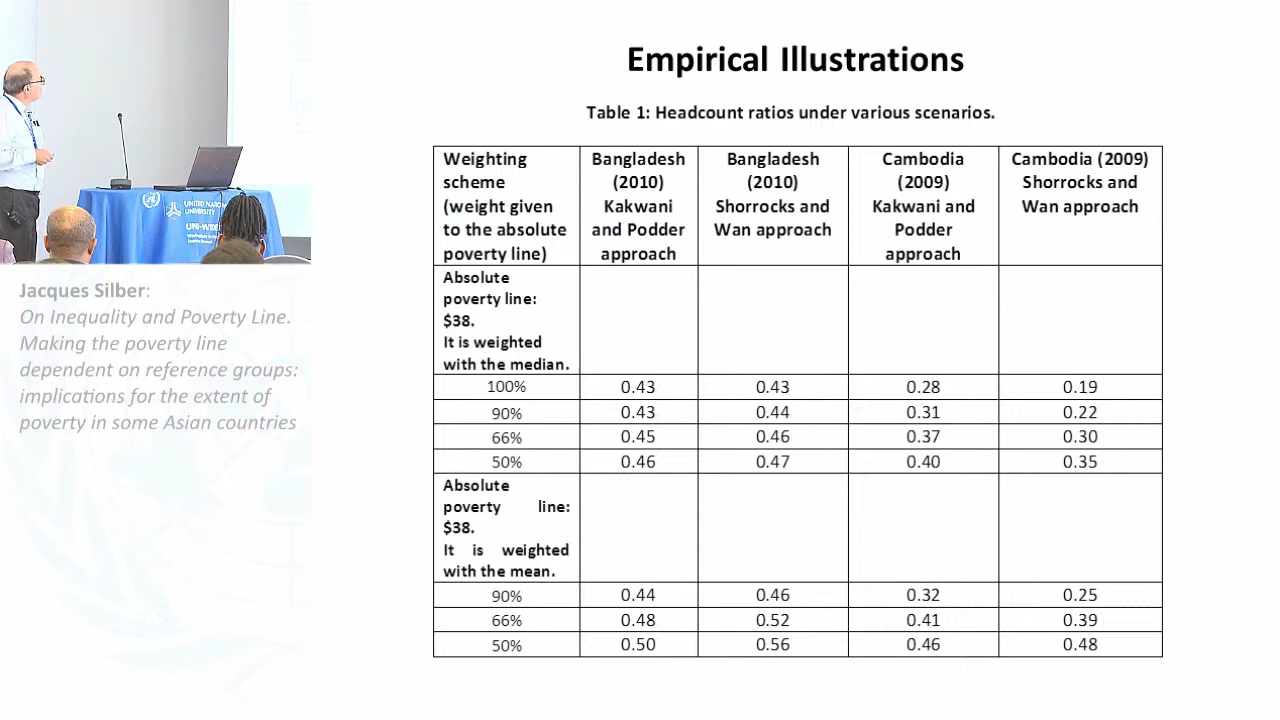 Empirical Illustrations
Table 1: Headcount ratios under various scenarios.
Weighting
scheme
(weight given
to the absolute
poverty line)
Bangladesh
(2010)
Kakwani
and Podder
approach
Bangladesh
(2010)
Shorrocks and
Wan approach
Cambodia
(2009)
Kakwani and
Podder
approach
Cambodia (2009)
Shorrocks and
Wan approach
Absolute
poverty line:
$38.
It is weighted
with the median.
100% 0.43 0.43 0.28 0.19
90% 0.43 0.44 0.31 0.22
66% 0.45 0.46 0.37 0.30
50% 0.46 0.47 0.40 0.35
Absolute
poverty line:
$38.
It is weighted
with the mean.
90% 0.44 0.46 0.32 0.25
66% 0.48 0.52 0.41 0.39
50% 0.50 0.56 0.46 0.48
UNITED NATIONS
UNIVERSITY
UNU-WIDER
Jacques Silber:
On Inequality and Poverty Line.
Making the poverty line
dependent on reference groups:
implications for the extent of
poverty in some Asian countries